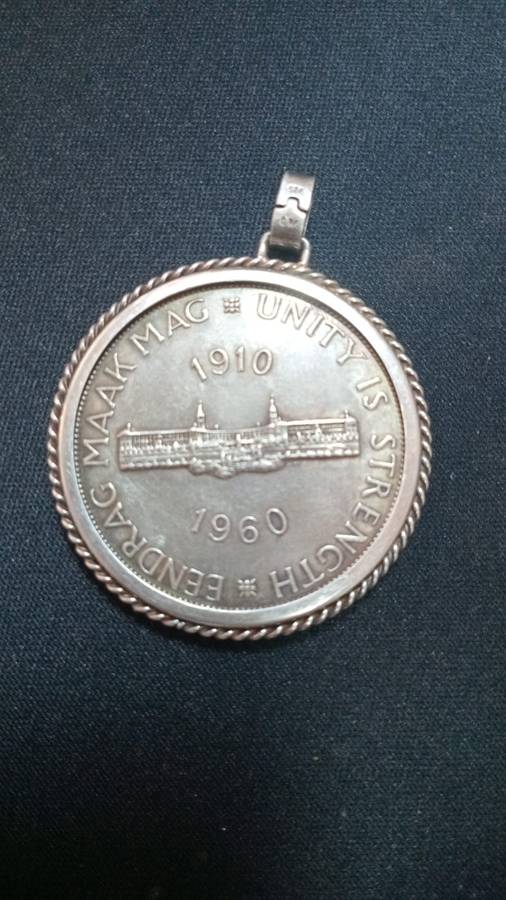 EENDRAG MAAK MAG
UNITY IS STRENGTH
1910
1960